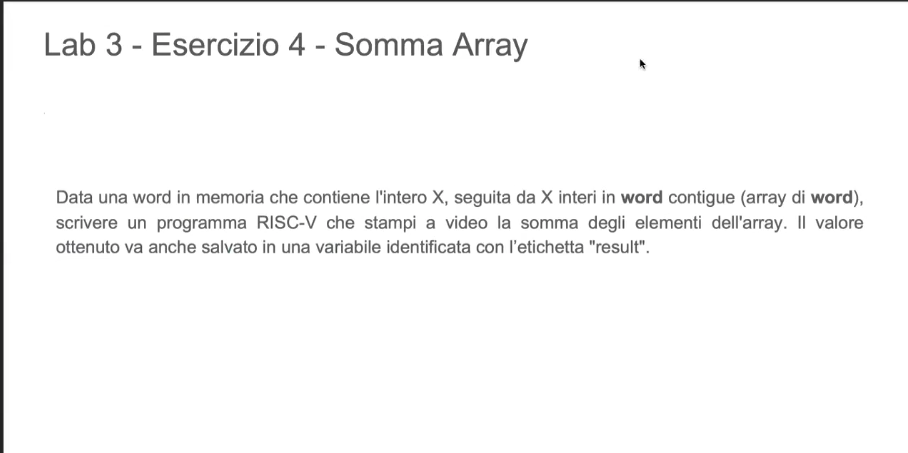 Lab 3 - Esercizio 4 - Somma Array
Data una word in memoria che contiene l'intero X, seguita da X interi in word contigue (array di word),
scrivere un programma RISC-V che stampi a video la somma degli elementi dell'array. Il valore
ottenuto va anche salvato in una variabile identificata con l'etichetta "result".